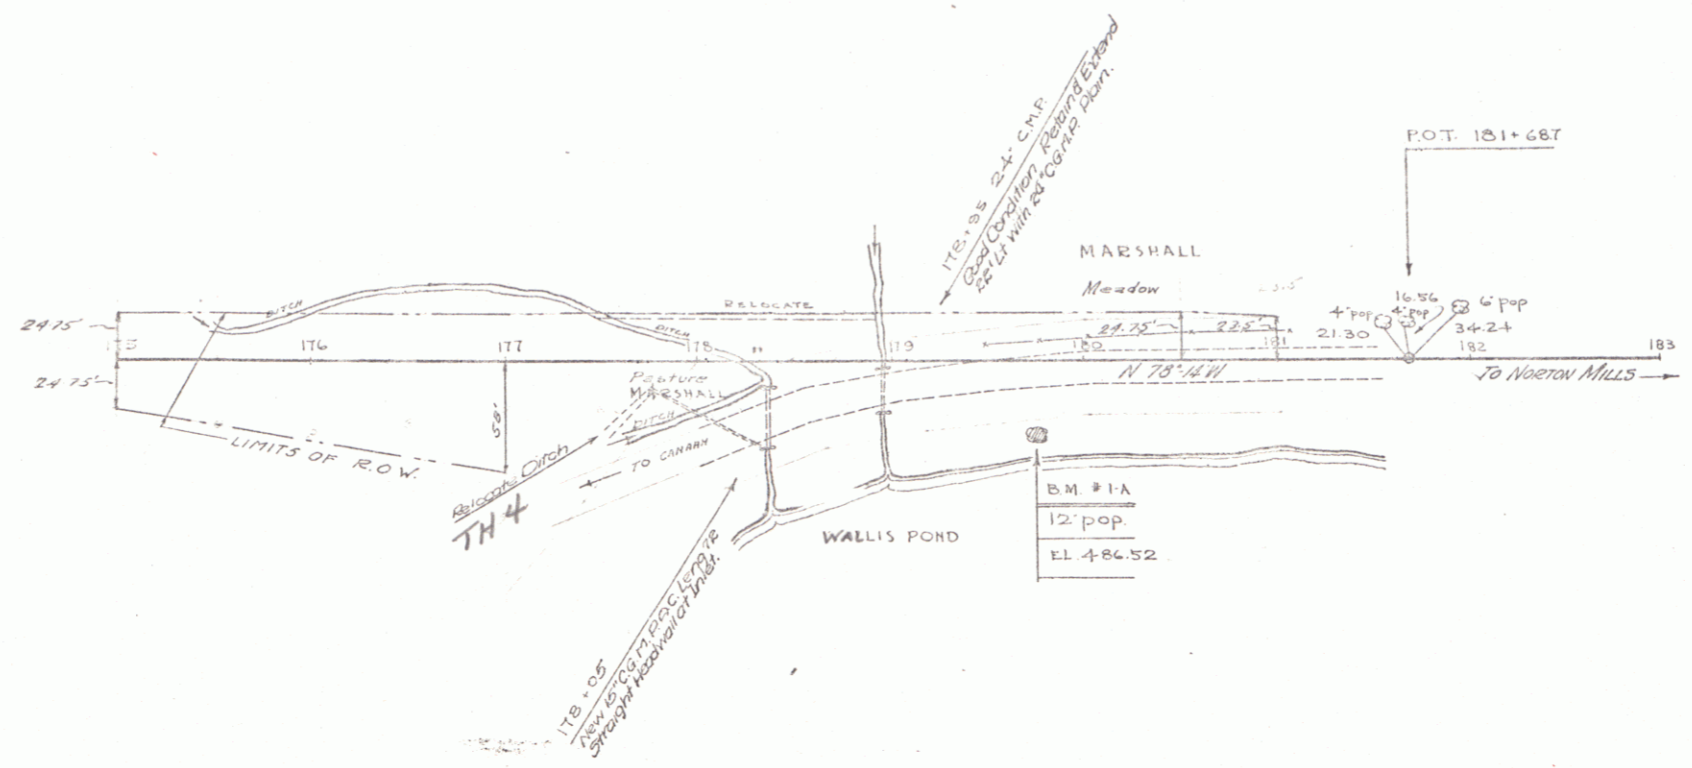 178+95 24" C.M.P.
Good Condition Retain and Extend
22' Lt With 24" C.G.M.P. Plain.
P.O.T. 181+68.7
MARSHALL
Meadow
DITCH
RELOCATE
24.75'
DITCH
24.75'
22.5'
4" pop
21.30
16.56
4" pop
6" pop
34.24
175
176
177
178
179
180
181
182
183
24.75'
58'
Pasture
MARSHALL
DITCH
N 78°-14' W
TO NORTON MILLS
LIMITS OF R.O.W.
TO CANAAN
Relocate Ditch
TH 4
WALLIS POND
B.M. #1-A
12" pop.
EL. 486.52
178+05
New 15" C.G.M.P.
Straight Headwall at Inlet.